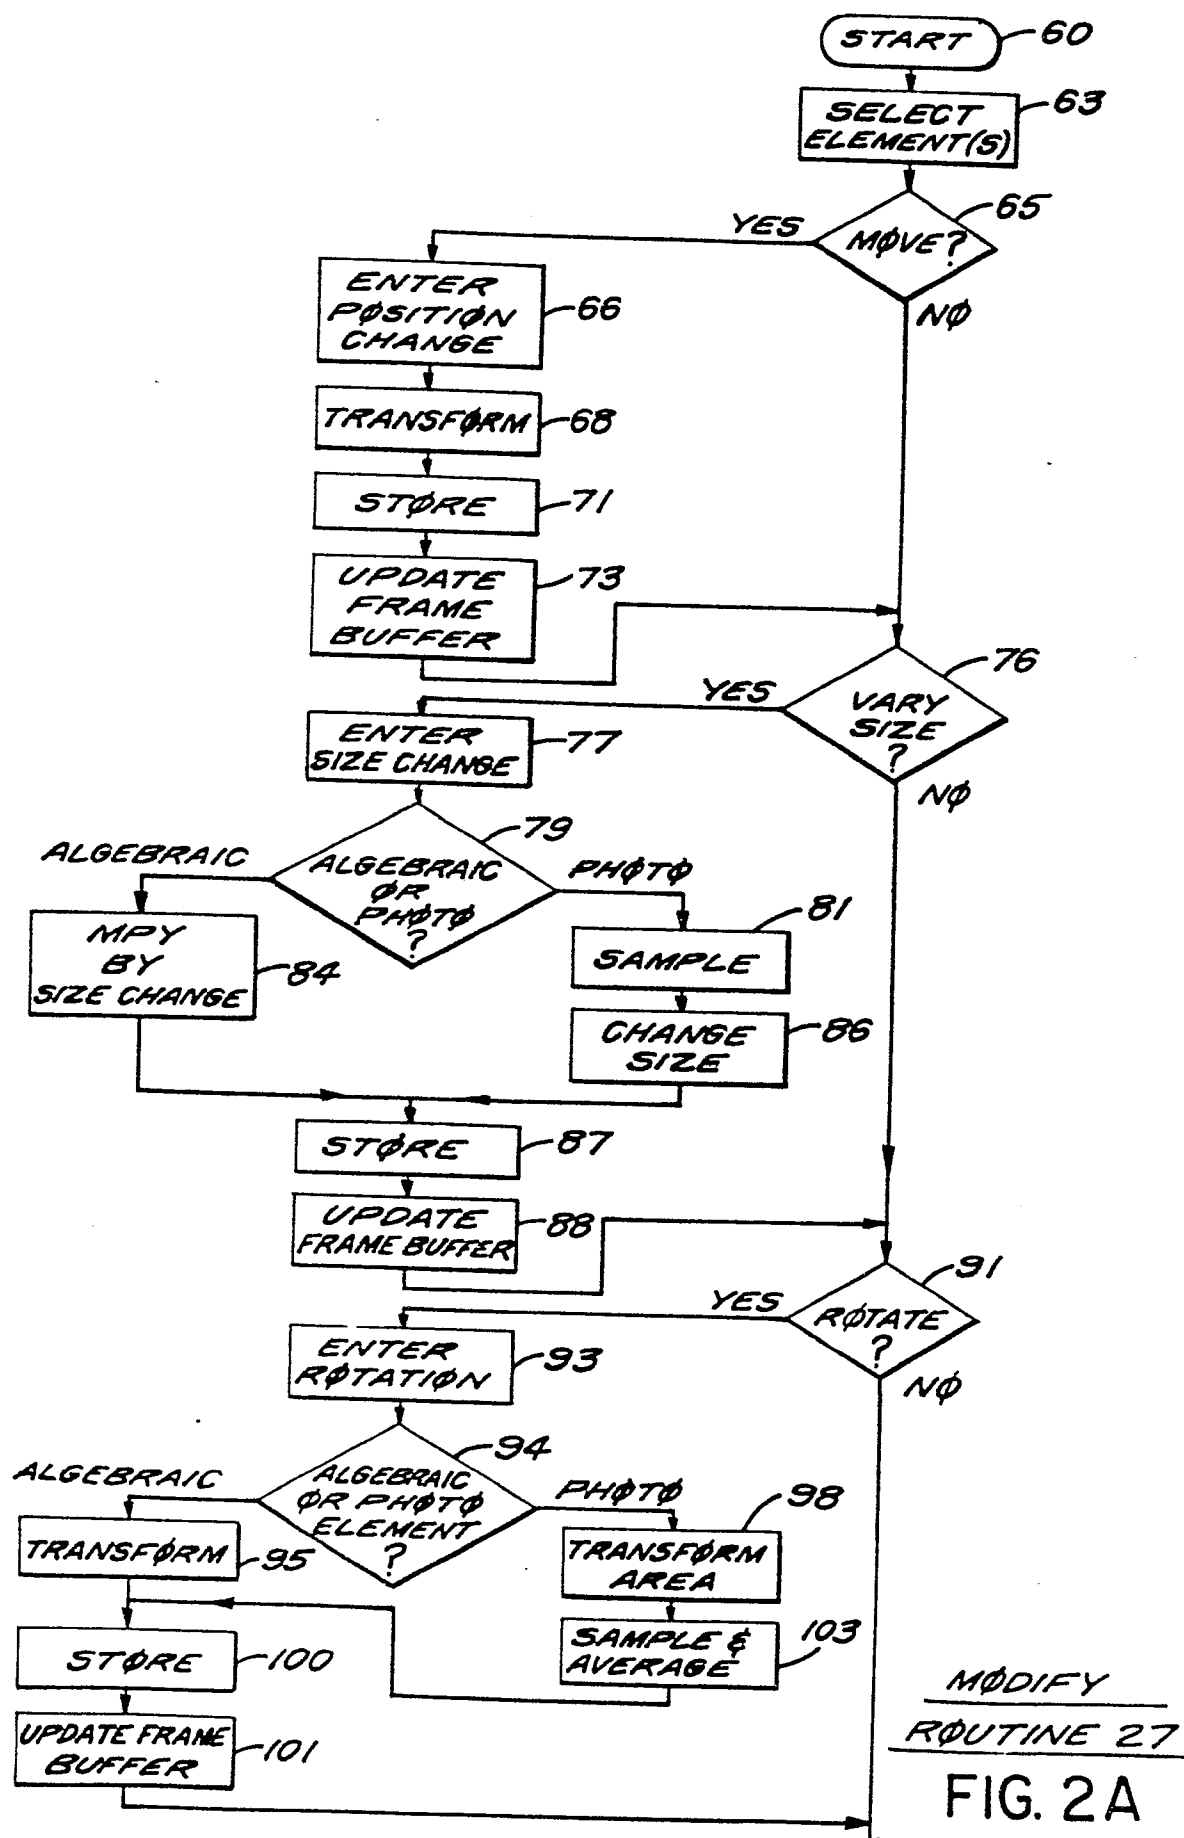 START
60
SELECT
ELEMENT(S)
63
MØVE?
65
YES
NØ
ENTER
PØSITIØN
CHANGE
66
TRANSFØRM
68
STØRE
71
UPDATE
FRAME
BUFFER
73
VARY
SIZE
?
76
YES
NØ
ENTER
SIZE CHANGE
77
ALGEBRAIC
ØR
PHØTØ
?
79
ALGEBRAIC
PHØTØ
MPY
BY
SIZE CHANGE
84
SAMPLE
81
CHANGE
SIZE
86
STØRE
87
UPDATE
FRAME BUFFER
88
RØTATE
?
91
YES
NØ
ENTER
RØTATIØN
93
ALGEBRAIC
ØR PHØTØ
ELEMENT
?
94
ALGEBRAIC
PHØTØ
TRANSFØRM
95
TRANSFØRM
AREA
98
SAMPLE &
AVERAGE
103
STØRE
100
UPDATE FRAME
BUFFER
101
MØDIFY
RØUTINE 27
FIG. 2A